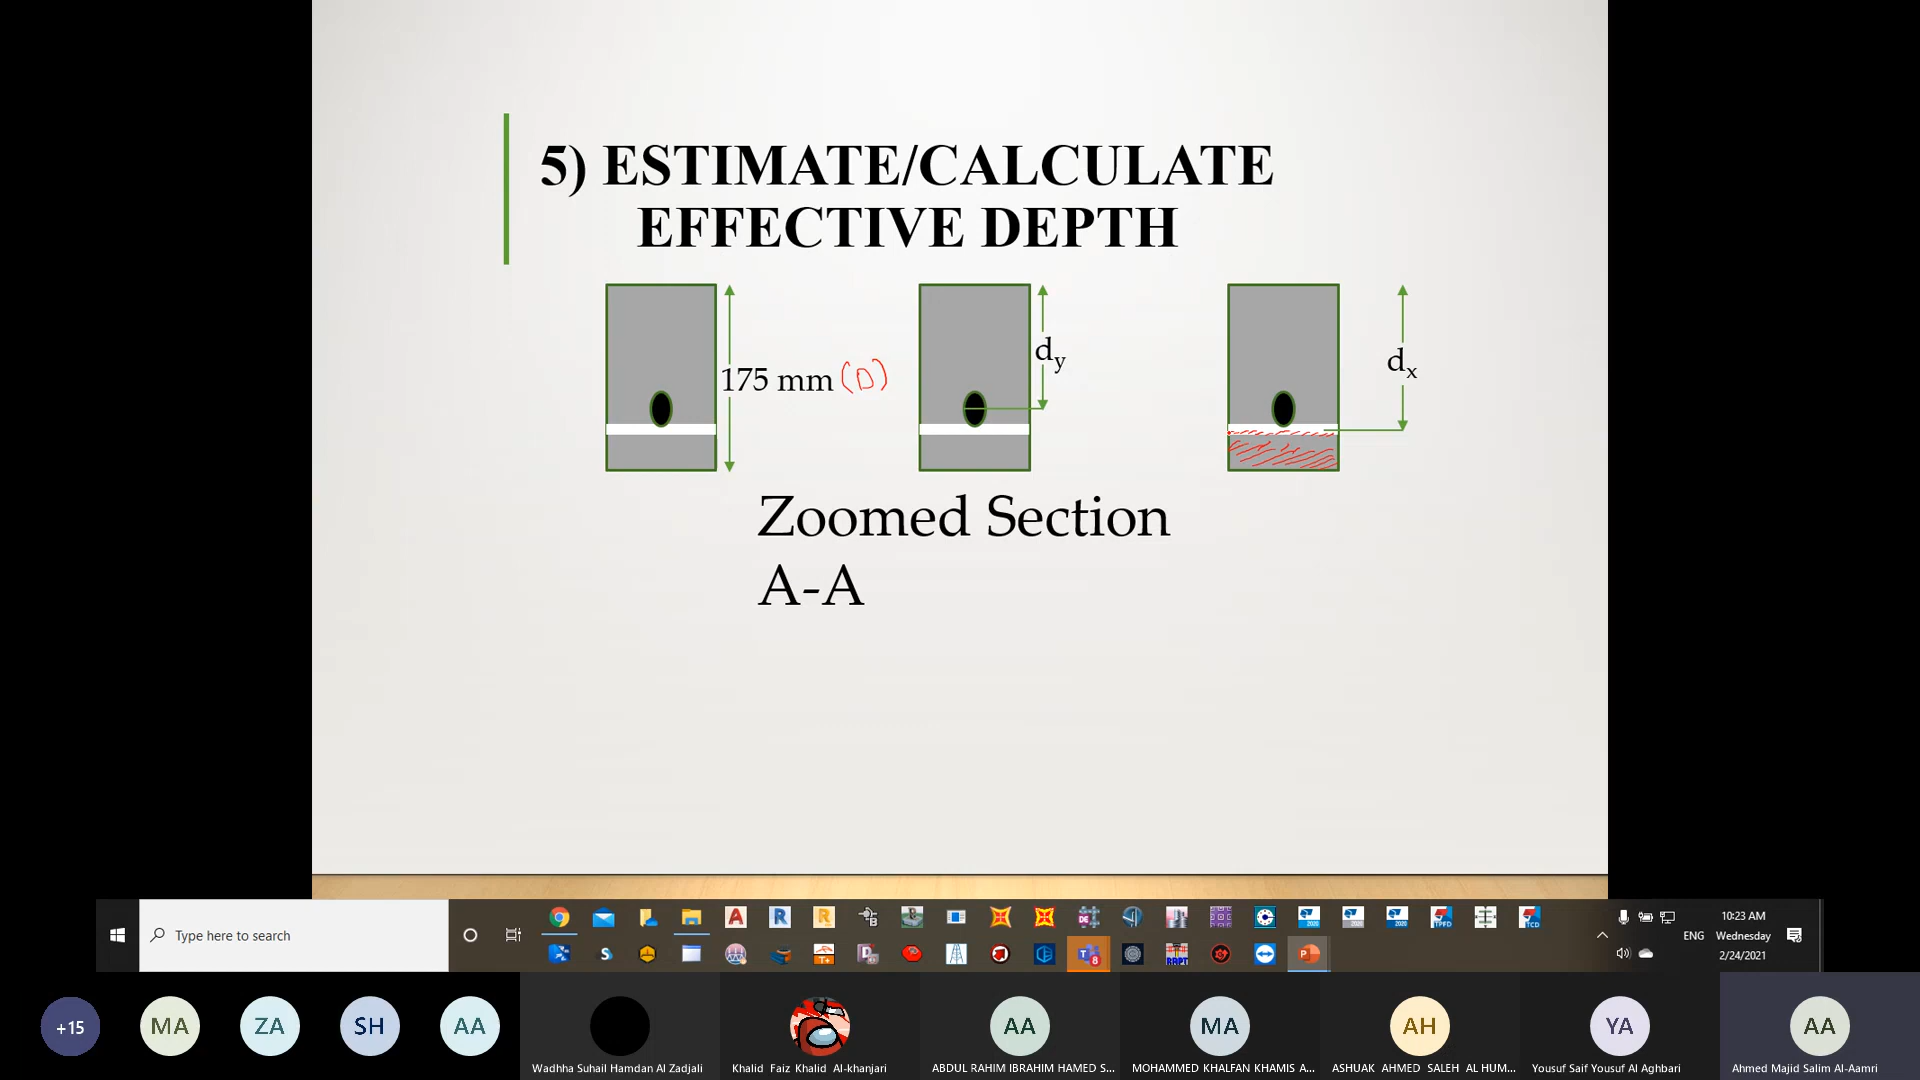 5) ESTIMATE/CALCULATE
EFFECTIVE DEPTH
175 mm (D)
dy
dx
Zoomed Section
A-A
Type here to search
ENG
10:23 AM
Wednesday
2/24/2021
+15
MA
ZA
SH
AA
AA
MA
AH
YA
AA
Wadhha Suhail Hamdan Al Zadjali
Khalid Faiz Khalid Al-khanjari
ABDUL RAHIM IBRAHIM HAMED S...
MOHAMMED KHALFAN KHAMIS A...
ASHUAK AHMED SALEH AL HUM...
Yousuf Saif Yousuf Al Aghbari
Ahmed Majid Salim Al-Aamri